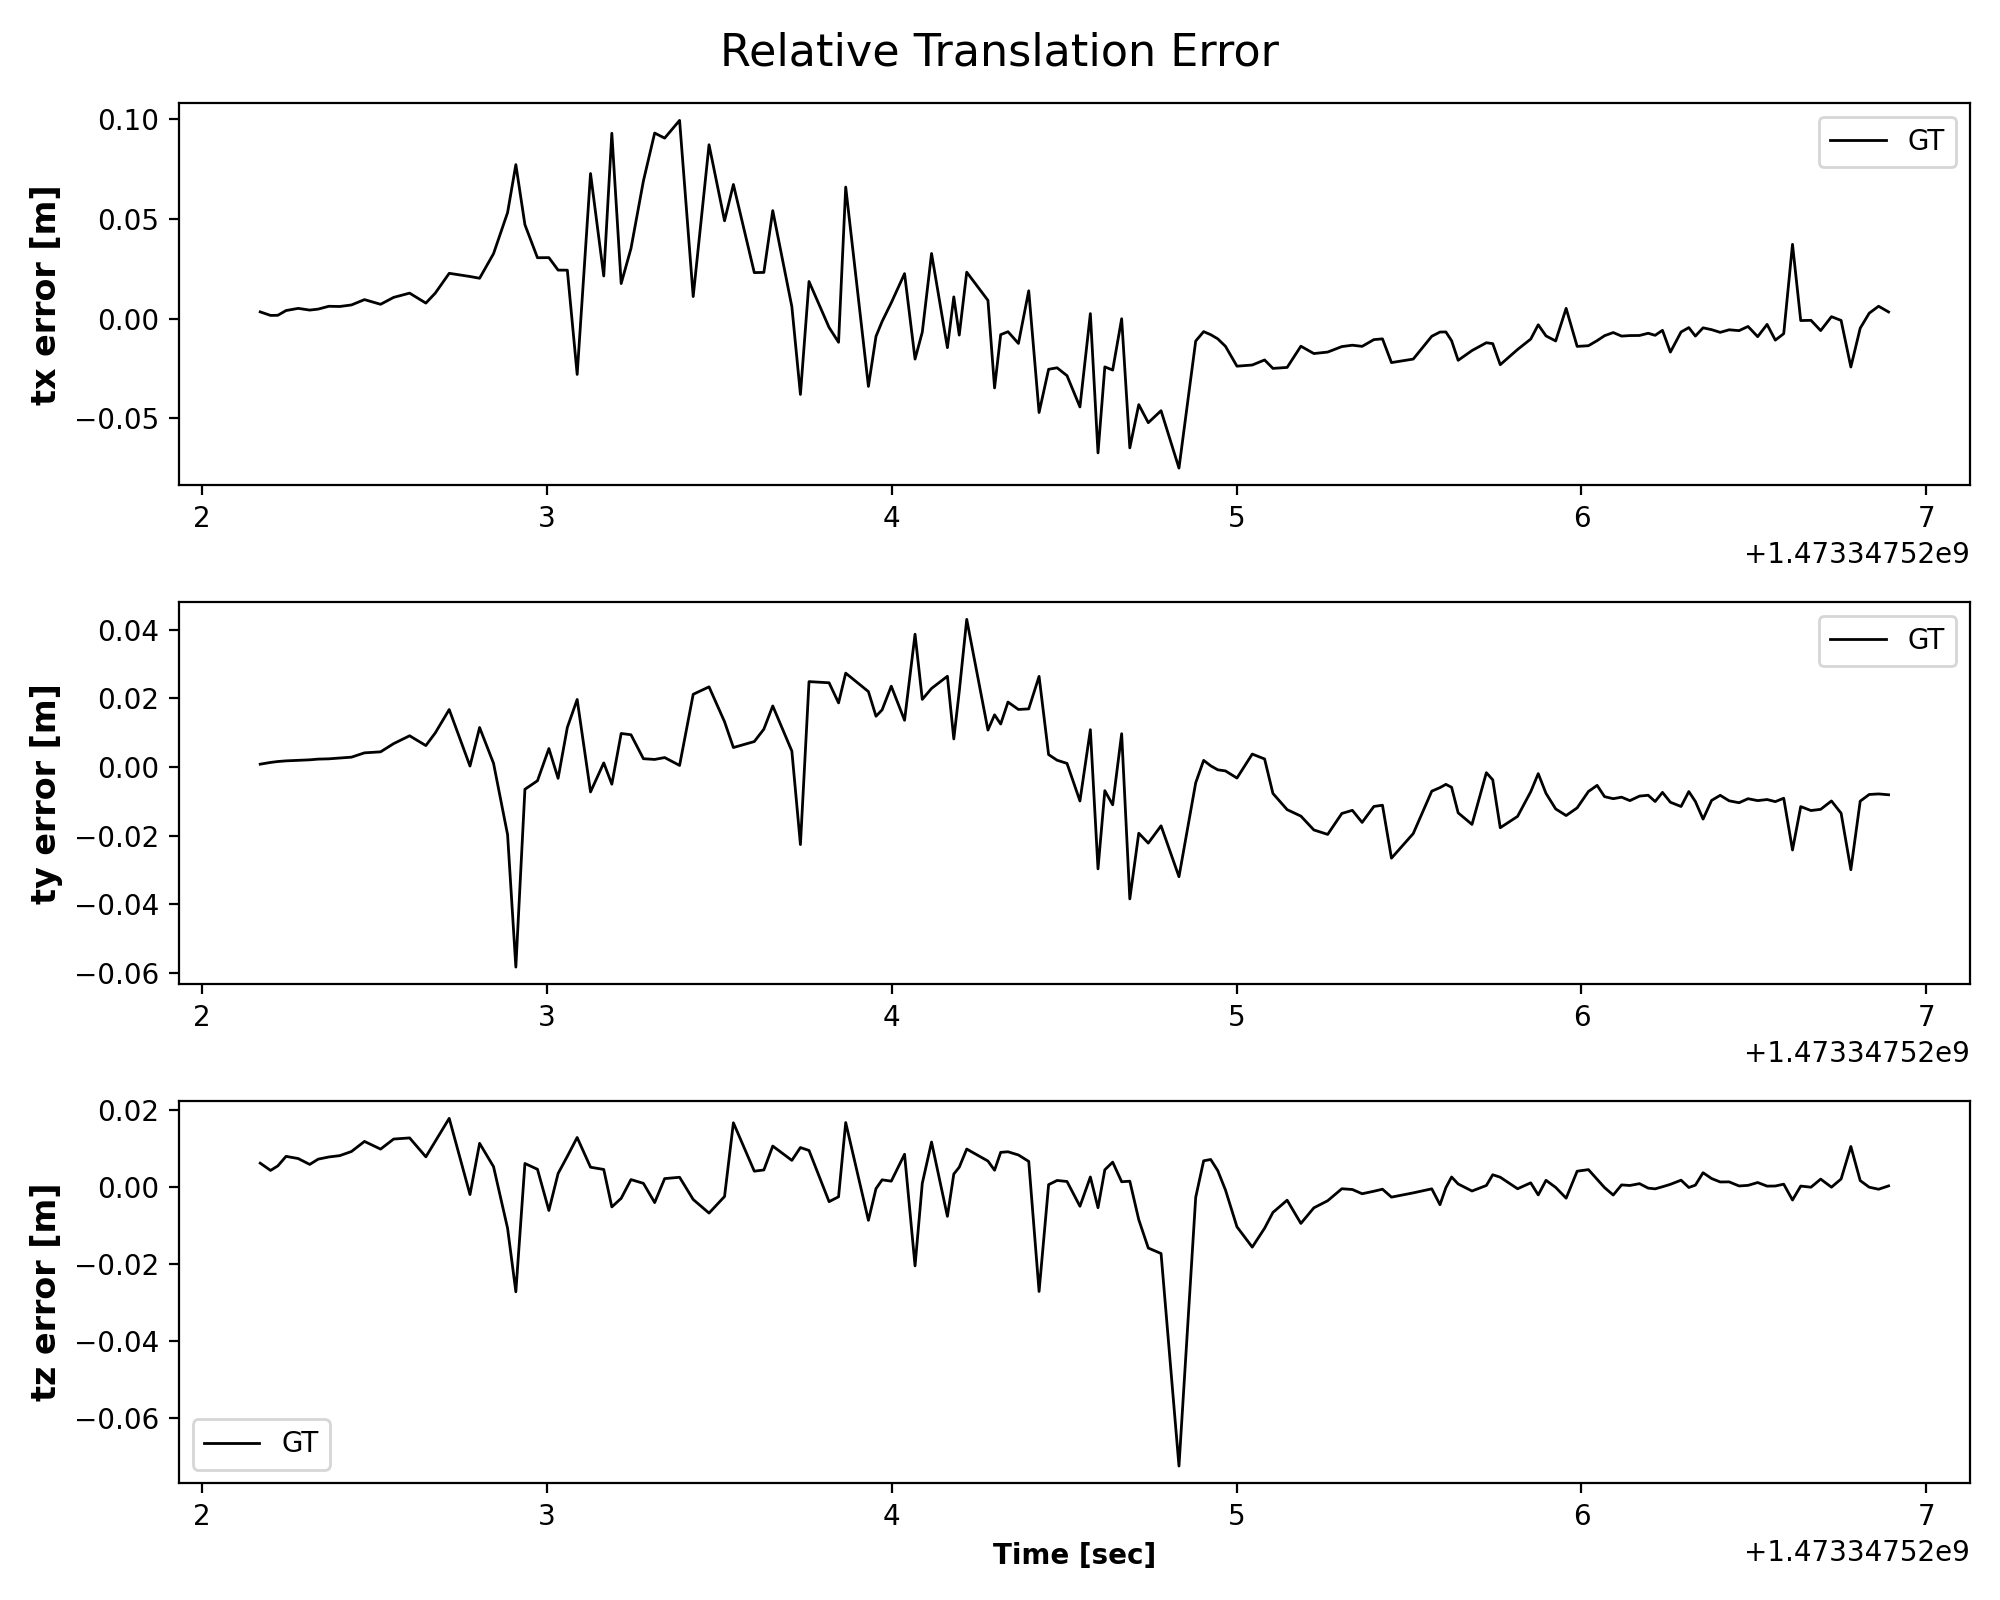 Relative Translation Error
tx error [m]
0.10
0.05
0.00
−0.05
GT
2 3 4 5 6 7
+1.47334752e9
ty error [m]
0.04
0.02
0.00
−0.02
−0.04
−0.06
GT
2 3 4 5 6 7
+1.47334752e9
tz error [m]
0.02
0.00
−0.02
−0.04
−0.06
GT
2 3 4 5 6 7
Time [sec]
+1.47334752e9